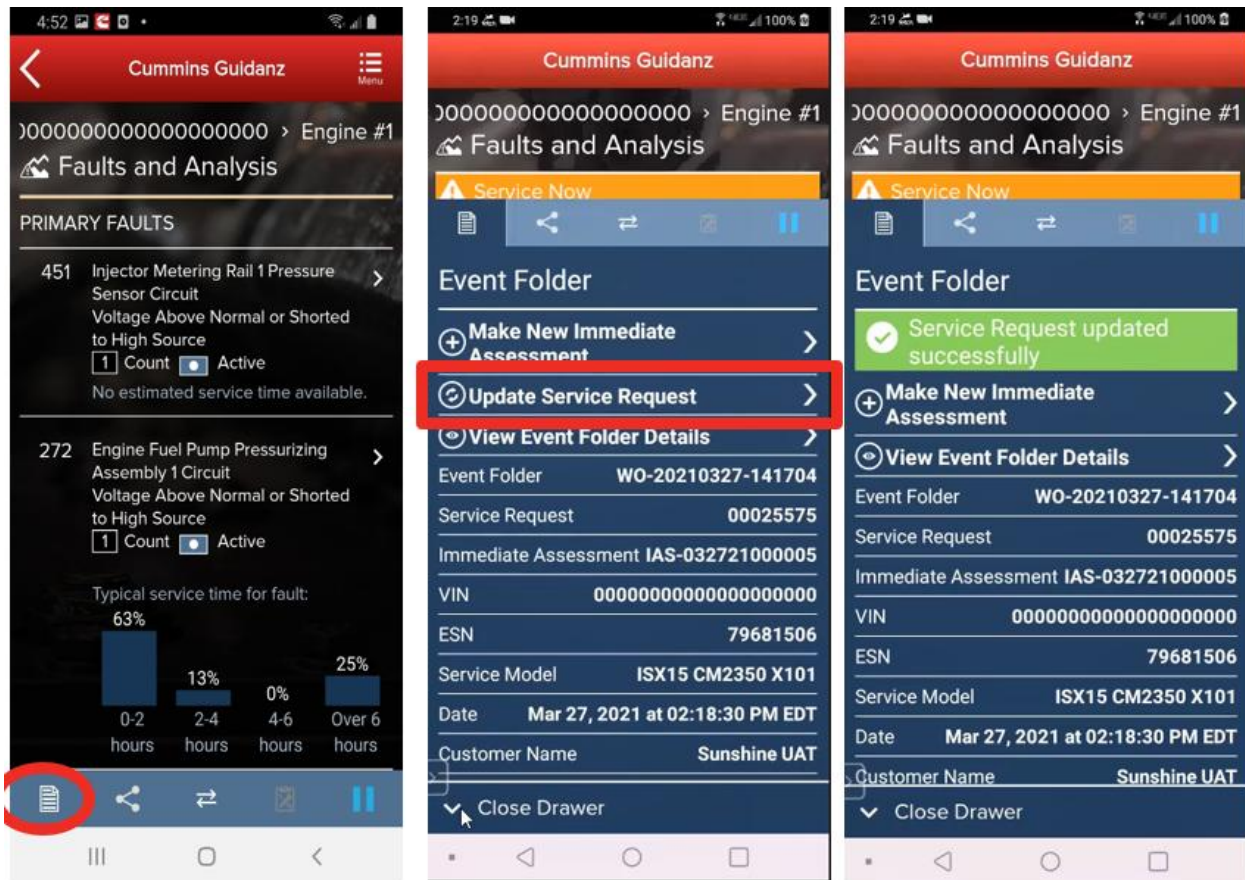 4:52
Cummins Guidanz
Menu
000000000000000000 > Engine #1
Faults and Analysis
PRIMARY FAULTS
451 Injector Metering Rail 1 Pressure
Sensor Circuit
Voltage Above Normal or Shorted
to High Source
1 Count Active
No estimated service time available.
272 Engine Fuel Pump Pressurizing
Assembly 1 Circuit
Voltage Above Normal or Shorted
to High Source
1 Count Active
Typical service time for fault:
63%
13%
0%
25%
0-2 2-4 4-6 Over 6
hours hours hours hours
2:19 100%
Cummins Guidanz
000000000000000000 > Engine #1
Faults and Analysis
Service Now
Event Folder
Make New Immediate
Assessment
Update Service Request
View Event Folder Details
Event Folder WO-20210327-141704
Service Request 00025575
Immediate Assessment IAS-032721000005
VIN 00000000000000000000
ESN 79681506
Service Model ISX15 CM2350 X101
Date Mar 27, 2021 at 02:18:30 PM EDT
Customer Name Sunshine UAT
Close Drawer
2:19 100%
Cummins Guidanz
000000000000000000 > Engine #1
Faults and Analysis
Service Now
Event Folder
Service Request updated
successfully
Make New Immediate
Assessment
View Event Folder Details
Event Folder WO-20210327-141704
Service Request 00025575
Immediate Assessment IAS-032721000005
VIN 00000000000000000000
ESN 79681506
Service Model ISX15 CM2350 X101
Date Mar 27, 2021 at 02:18:30 PM EDT
Customer Name Sunshine UAT
Close Drawer